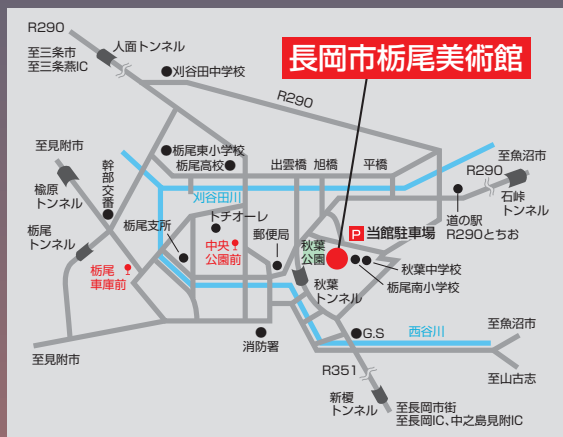 R290
至三条市
至三条燕IC
人面トンネル
長岡市栃尾美術館
刈谷田中学校
R290
栃尾東小学校
栃尾高校
出雲橋
旭橋
平橋
至魚沼市
R290
石峠
トンネル
至見附市
楡原
トンネル
幹部交番
刈谷田川
道の駅
R290とちお
栃尾
トンネル
栃尾支所
トチオーレ
中央
公園前
郵便局
P 当館駐車場
秋葉
公園
秋葉中学校
栃尾南小学校
栃尾
車庫前
秋葉
トンネル
至見附市
消防署
G.S
西谷川
至魚沼市
至山古志
R351
新榎
トンネル
至長岡市街
至長岡IC、中之島見附IC